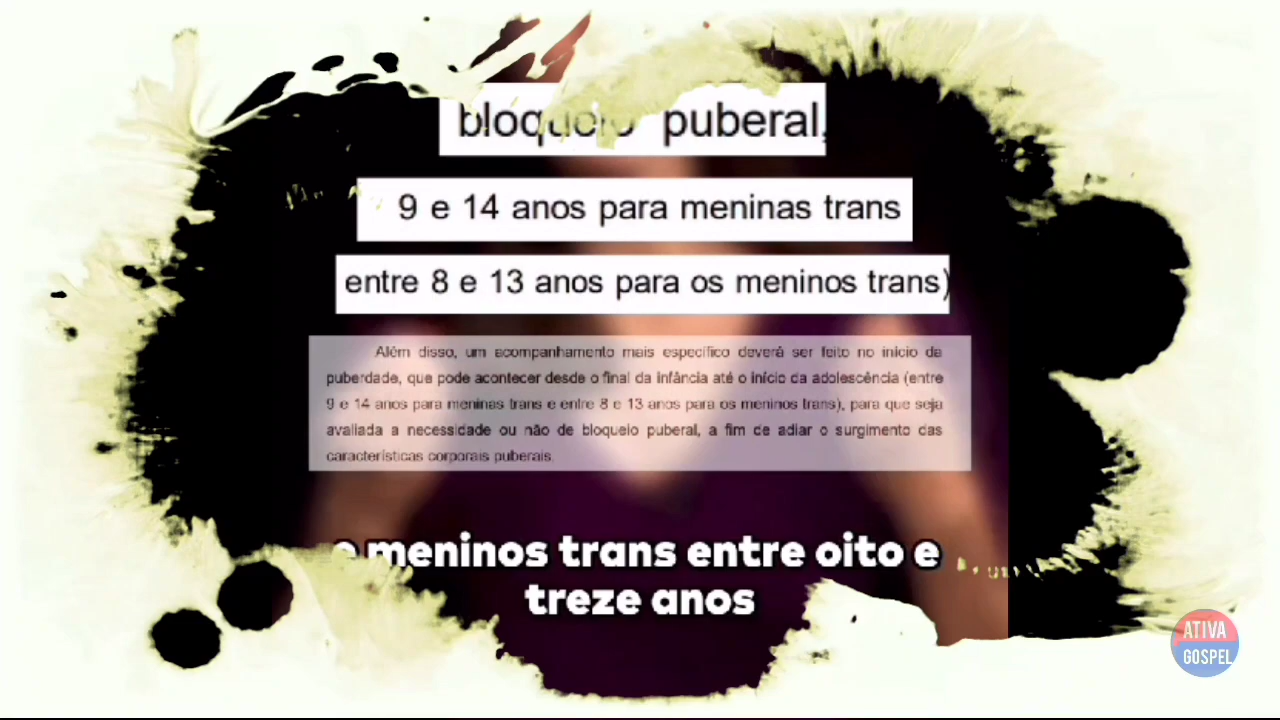 bloqueio puberal,
9 e 14 anos para meninas trans
entre 8 e 13 anos para os meninos trans)
Além disso, um acompanhamento mais específico deverá ser feito no início da
puberdade, que pode acontecer desde o final da infância até o início da adolescência (entre
9 e 14 anos para meninas trans e entre 8 e 13 anos para os meninos trans), para que seja
avaliada a necessidade ou não de bloqueio puberal, a fim de adiar o surgimento das
características corporais puberais.
e meninos trans entre oito e
treze anos
ATIVA
GOSPEL